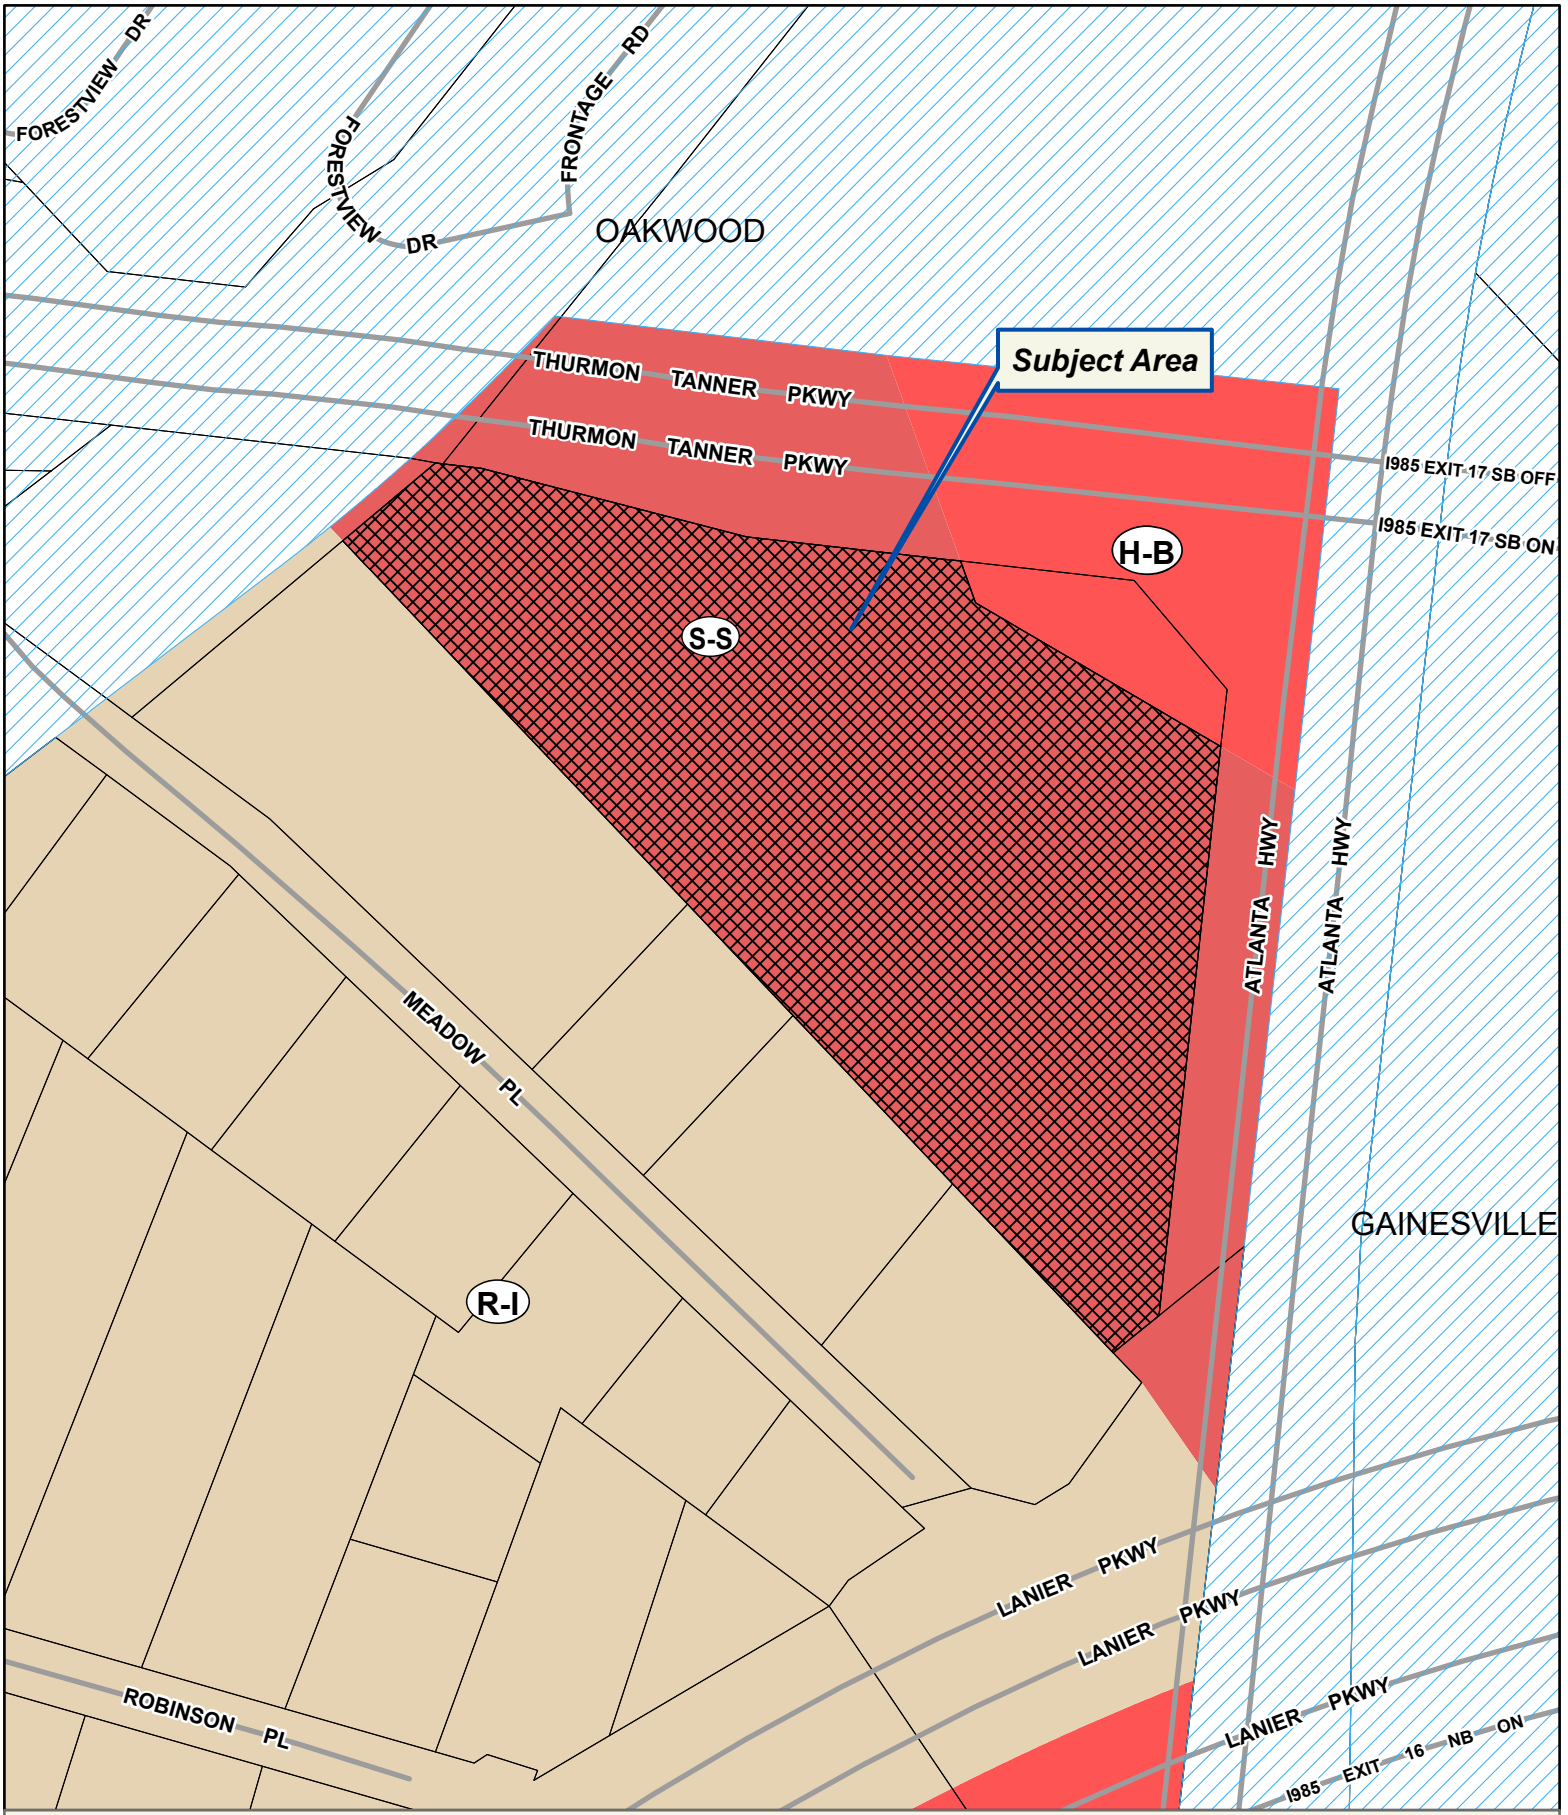 FORESTVIEW DR
FORESTVIEW DR
FRONTAGE RD
OAKWOOD
Subject Area
THURMON TANNER PKWY
THURMON TANNER PKWY
I985 EXIT 17 SB OFF
I985 EXIT 17 SB ON
H-B
S-S
ATLANTA HWY
ATLANTA HWY
MEADOW PL
GAINESVILLE
R-I
LANIER PKWY
LANIER PKWY
LANIER PKWY
ROBINSON PL
I985 EXIT 16 NB ON